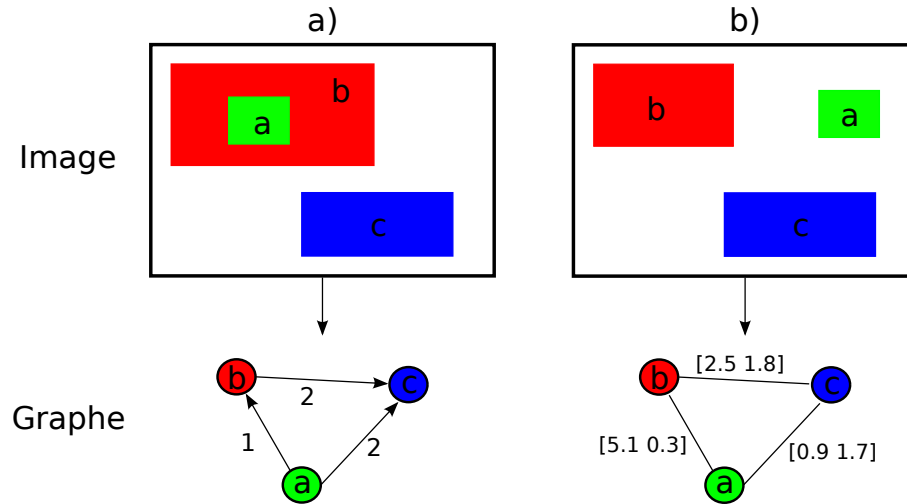 a) b)
b
a
b
a
Image
c
c
b
2
c
[2.5 1.8]
b
c
Graphe
1
2
[5.1 0.3]
[0.9 1.7]
a
a